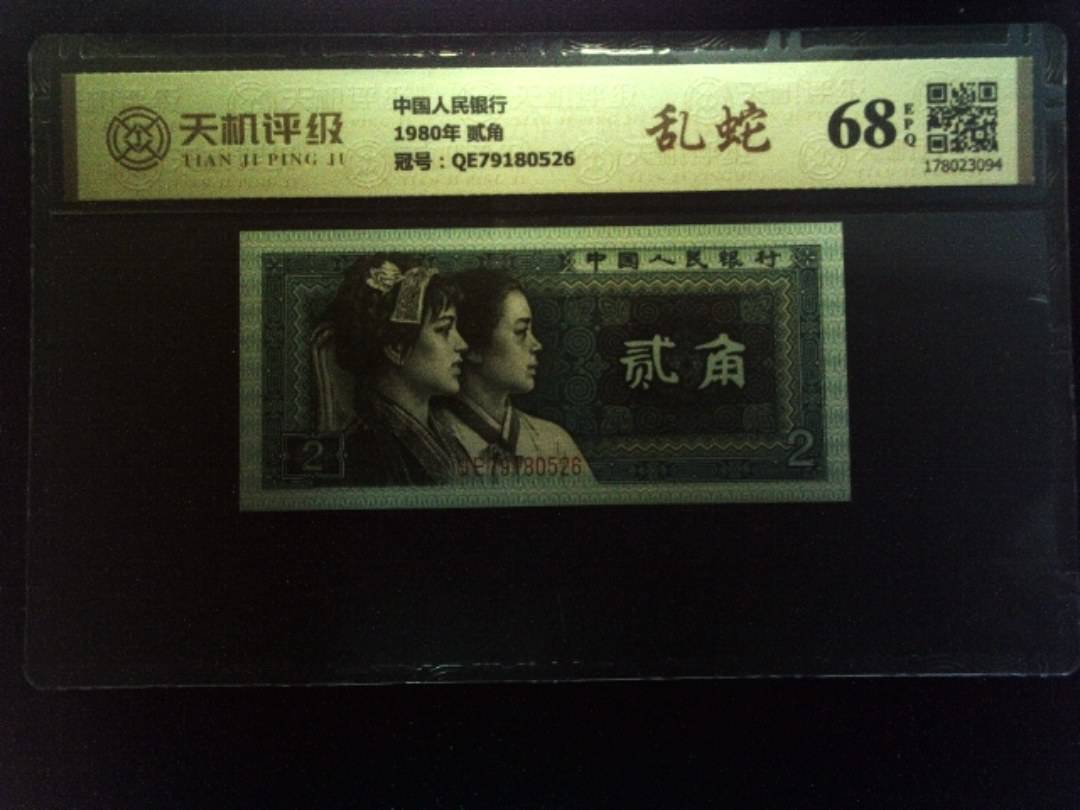 天机评级
TIAN JI PING JI
中国人民银行
1980年 贰角
冠号：QE79180526
乱蛇
68
EPQ
178023094
中国人民银行
贰角
2
2
QE79180526